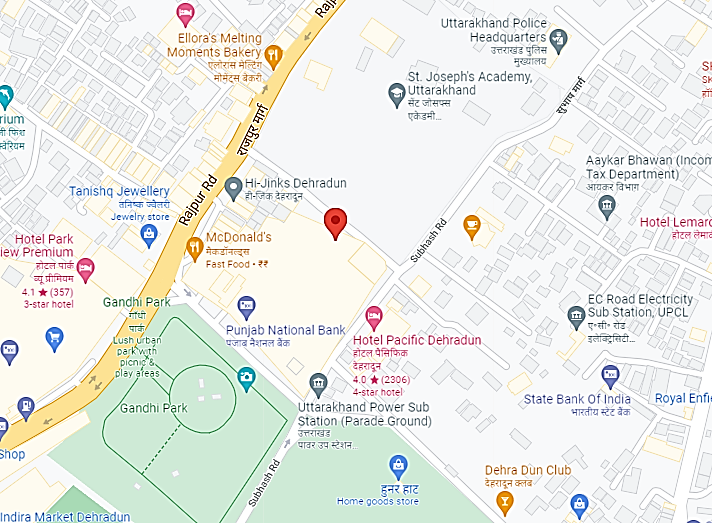 Rajpur Rd
Ellora's Melting
Moments Bakery
एलोरास मेल्टिंग
मोमेंट्स बेकरी
Uttarakhand Police
Headquarters
उत्तराखंड पुलिस
मुख्यालय
St. Joseph's Academy,
Uttarakhand
सेंट जोसफ्स
एकेडमी...
सुभाष मार्ग
राजपुर मार्ग
Aaykar Bhawan (Incom
Tax Department)
आयकर विभाग
Hi-Jinks Dehradun
ही-जिंक देहरादून
Tanishq Jewellery
तनिष्क ज्वैलरी
Jewelry store
Rajpur Rd
Hotel Lemar
होटल
McDonald's
मैकडॉनल्ड्स
Fast Food • ₹₹
Subhash Rd
Hotel Park
View Premium
होटल पार्क
व्यू प्रीमियम
4.1 ★ (357)
3-star hotel
Gandhi Park
गाँधी
पार्क
Lush urban
park with
picnic &
play areas
EC Road Electricity
Sub Station, UPCL
ए॰सी॰ रोड
इलेक्ट्रिसिटी...
Punjab National Bank
पंजाब नैशनल बैंक
Hotel Pacific Dehradun
होटल पैसिफिक
देहरादून
4.0 ★ (2306)
4-star hotel
State Bank Of India
भारतीय स्टेट बैंक
Royal Enfi
Gandhi Park
Uttarakhand Power Sub
Station (Parade Ground)
उत्तराखंड
पावर उप स्टेशन...
Shop
Subhash Rd
हुनर हाट
Home goods store
Dehra Dun Club
देहरादून क्लब
Indira Market Dehradun